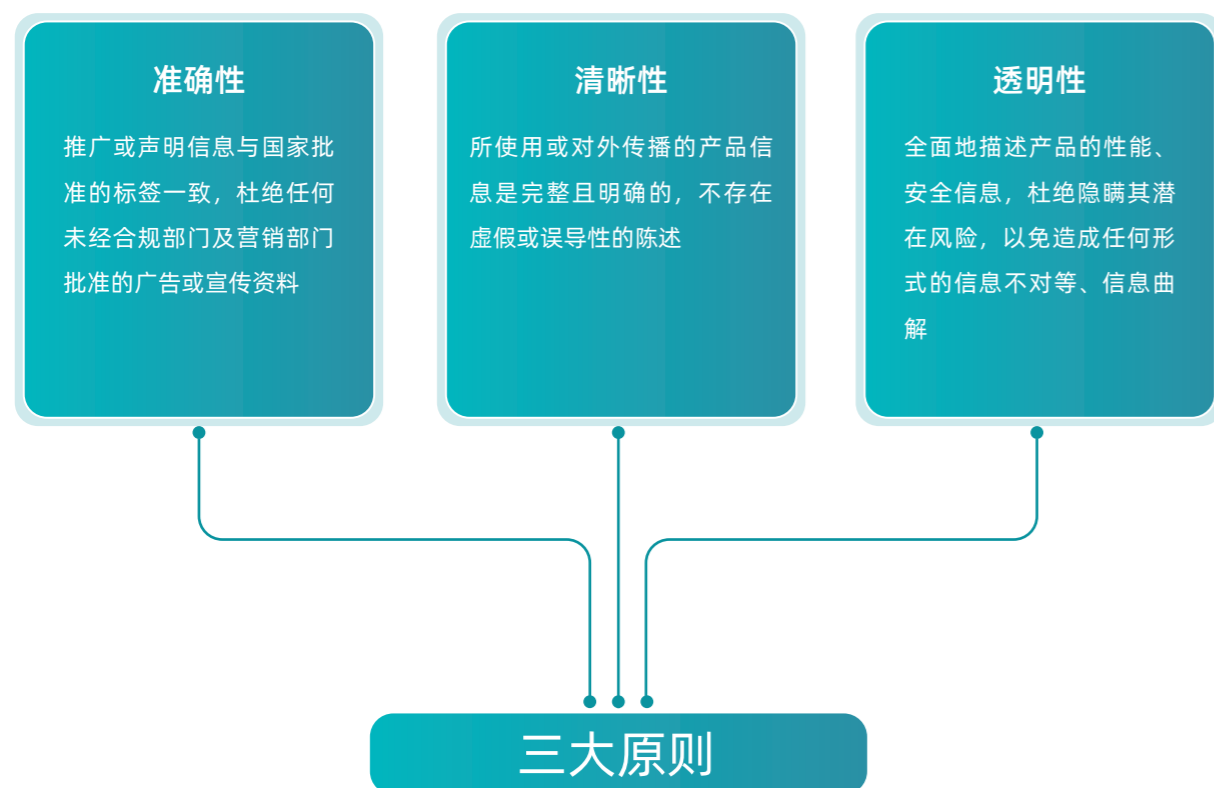 准确性
推广或声明信息与国家批
准的标签一致，杜绝任何
未经合规部门及营销部门
批准的广告或宣传资料
清晰性
所使用或对外传播的产品信
息是完整且明确的，不存在
虚假或误导性的陈述
透明性
全面地描述产品的性能、
安全信息，杜绝隐瞒其潜
在风险，以免造成任何形
式的信息不对等、信息曲
解
三大原则